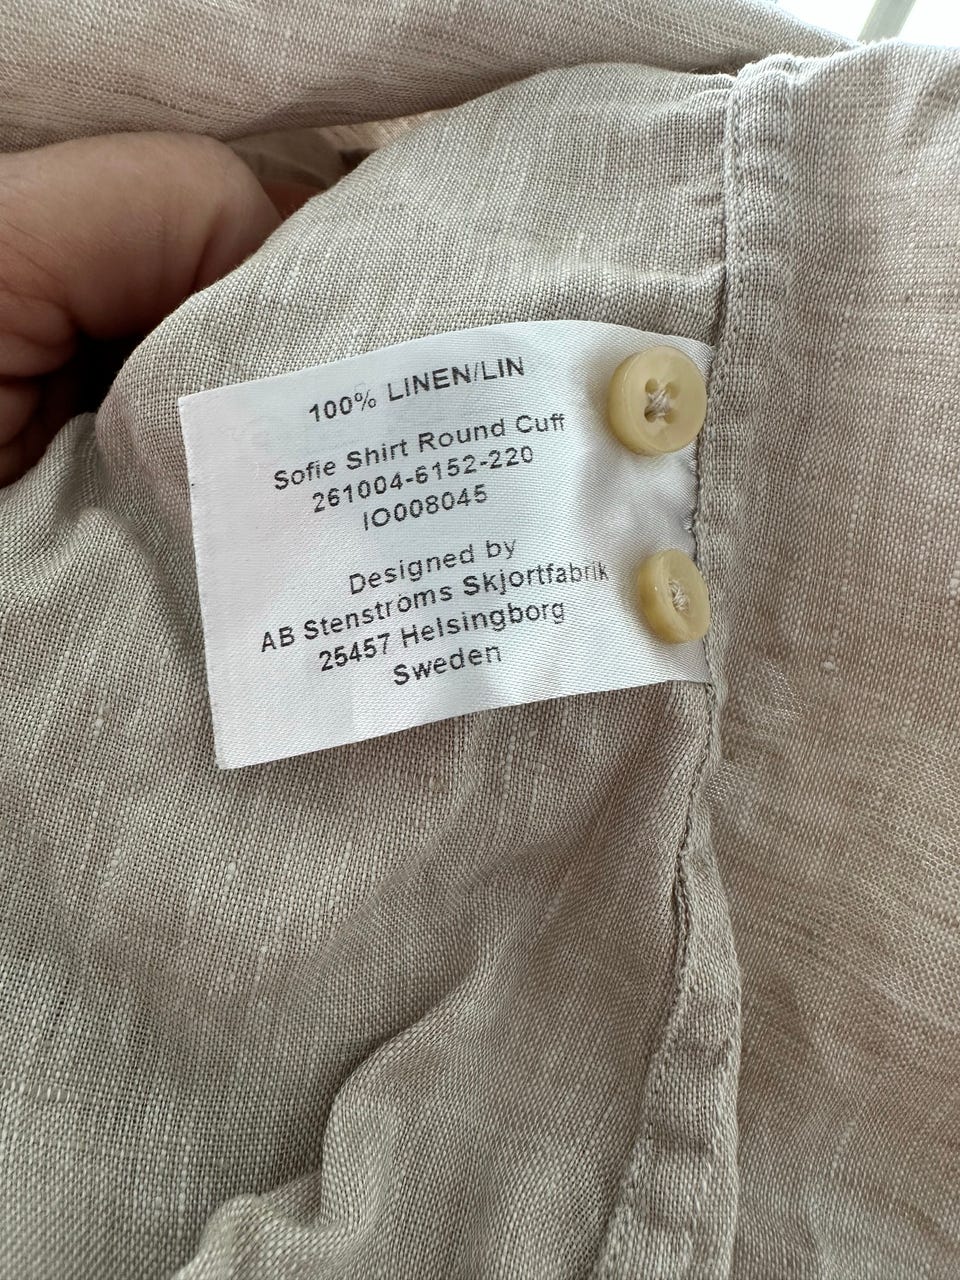 100% LINEN/LIN
Sofie Shirt Round Cuff
261004-6152-220
IO008045
Designed by
AB Stenströms Skjortfabrik
25457 Helsingborg
Sweden